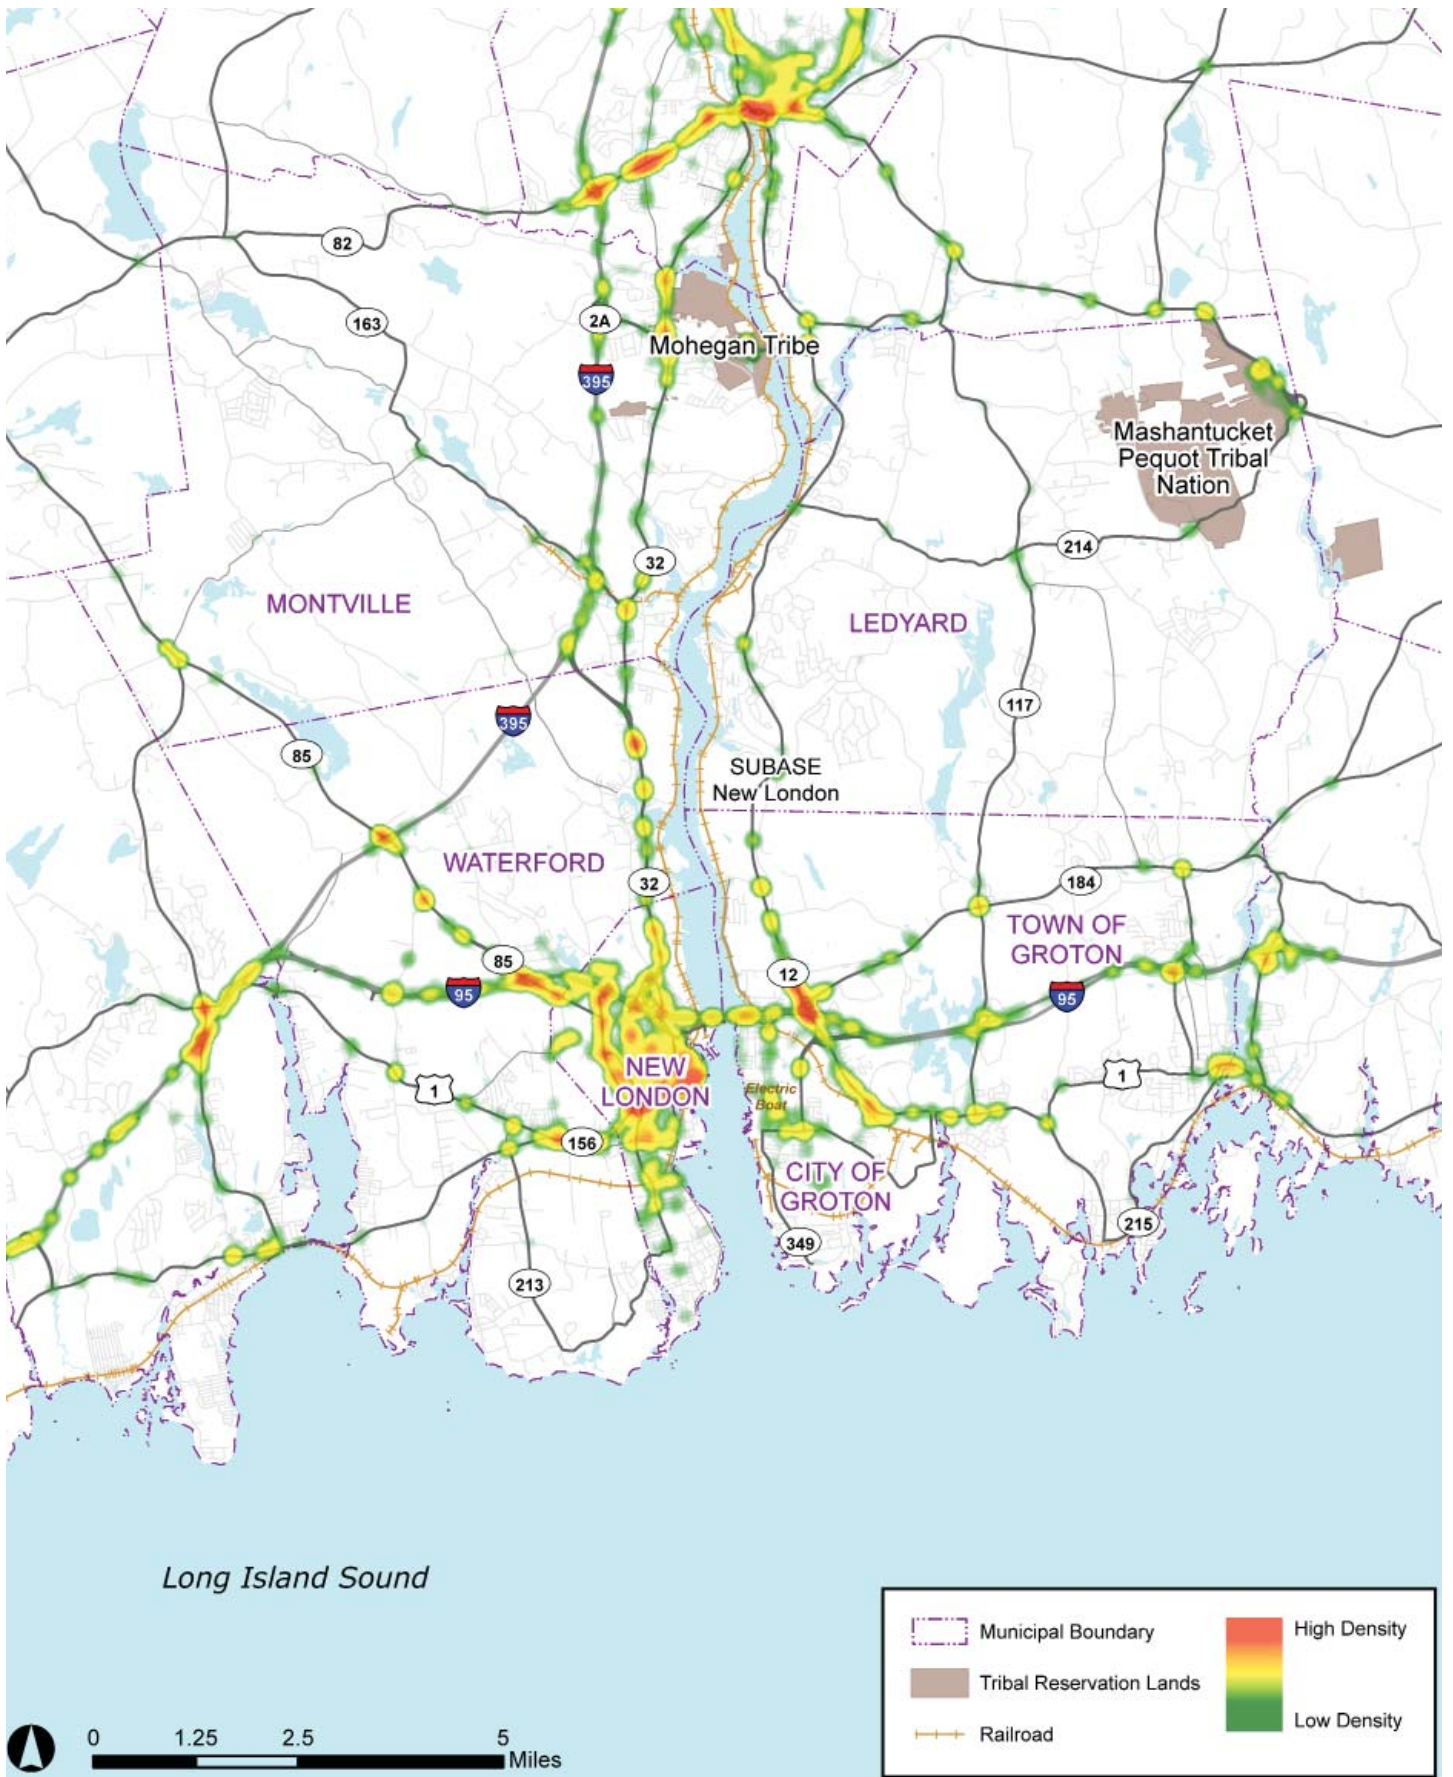 82
163
2A
Mohegan Tribe
395
Mashantucket
Pequot Tribal
Nation
214
32
MONTVILLE
LEDYARD
117
395
85
SUBASE
New London
WATERFORD
32
184
TOWN OF
GROTON
85
12
95
95
NEW
LONDON
Electric
Boat
1
1
156
CITY OF
GROTON
215
349
213
Long Island Sound
Municipal Boundary
Tribal Reservation Lands
Railroad
High Density
Low Density
0 1.25 2.5 5
Miles